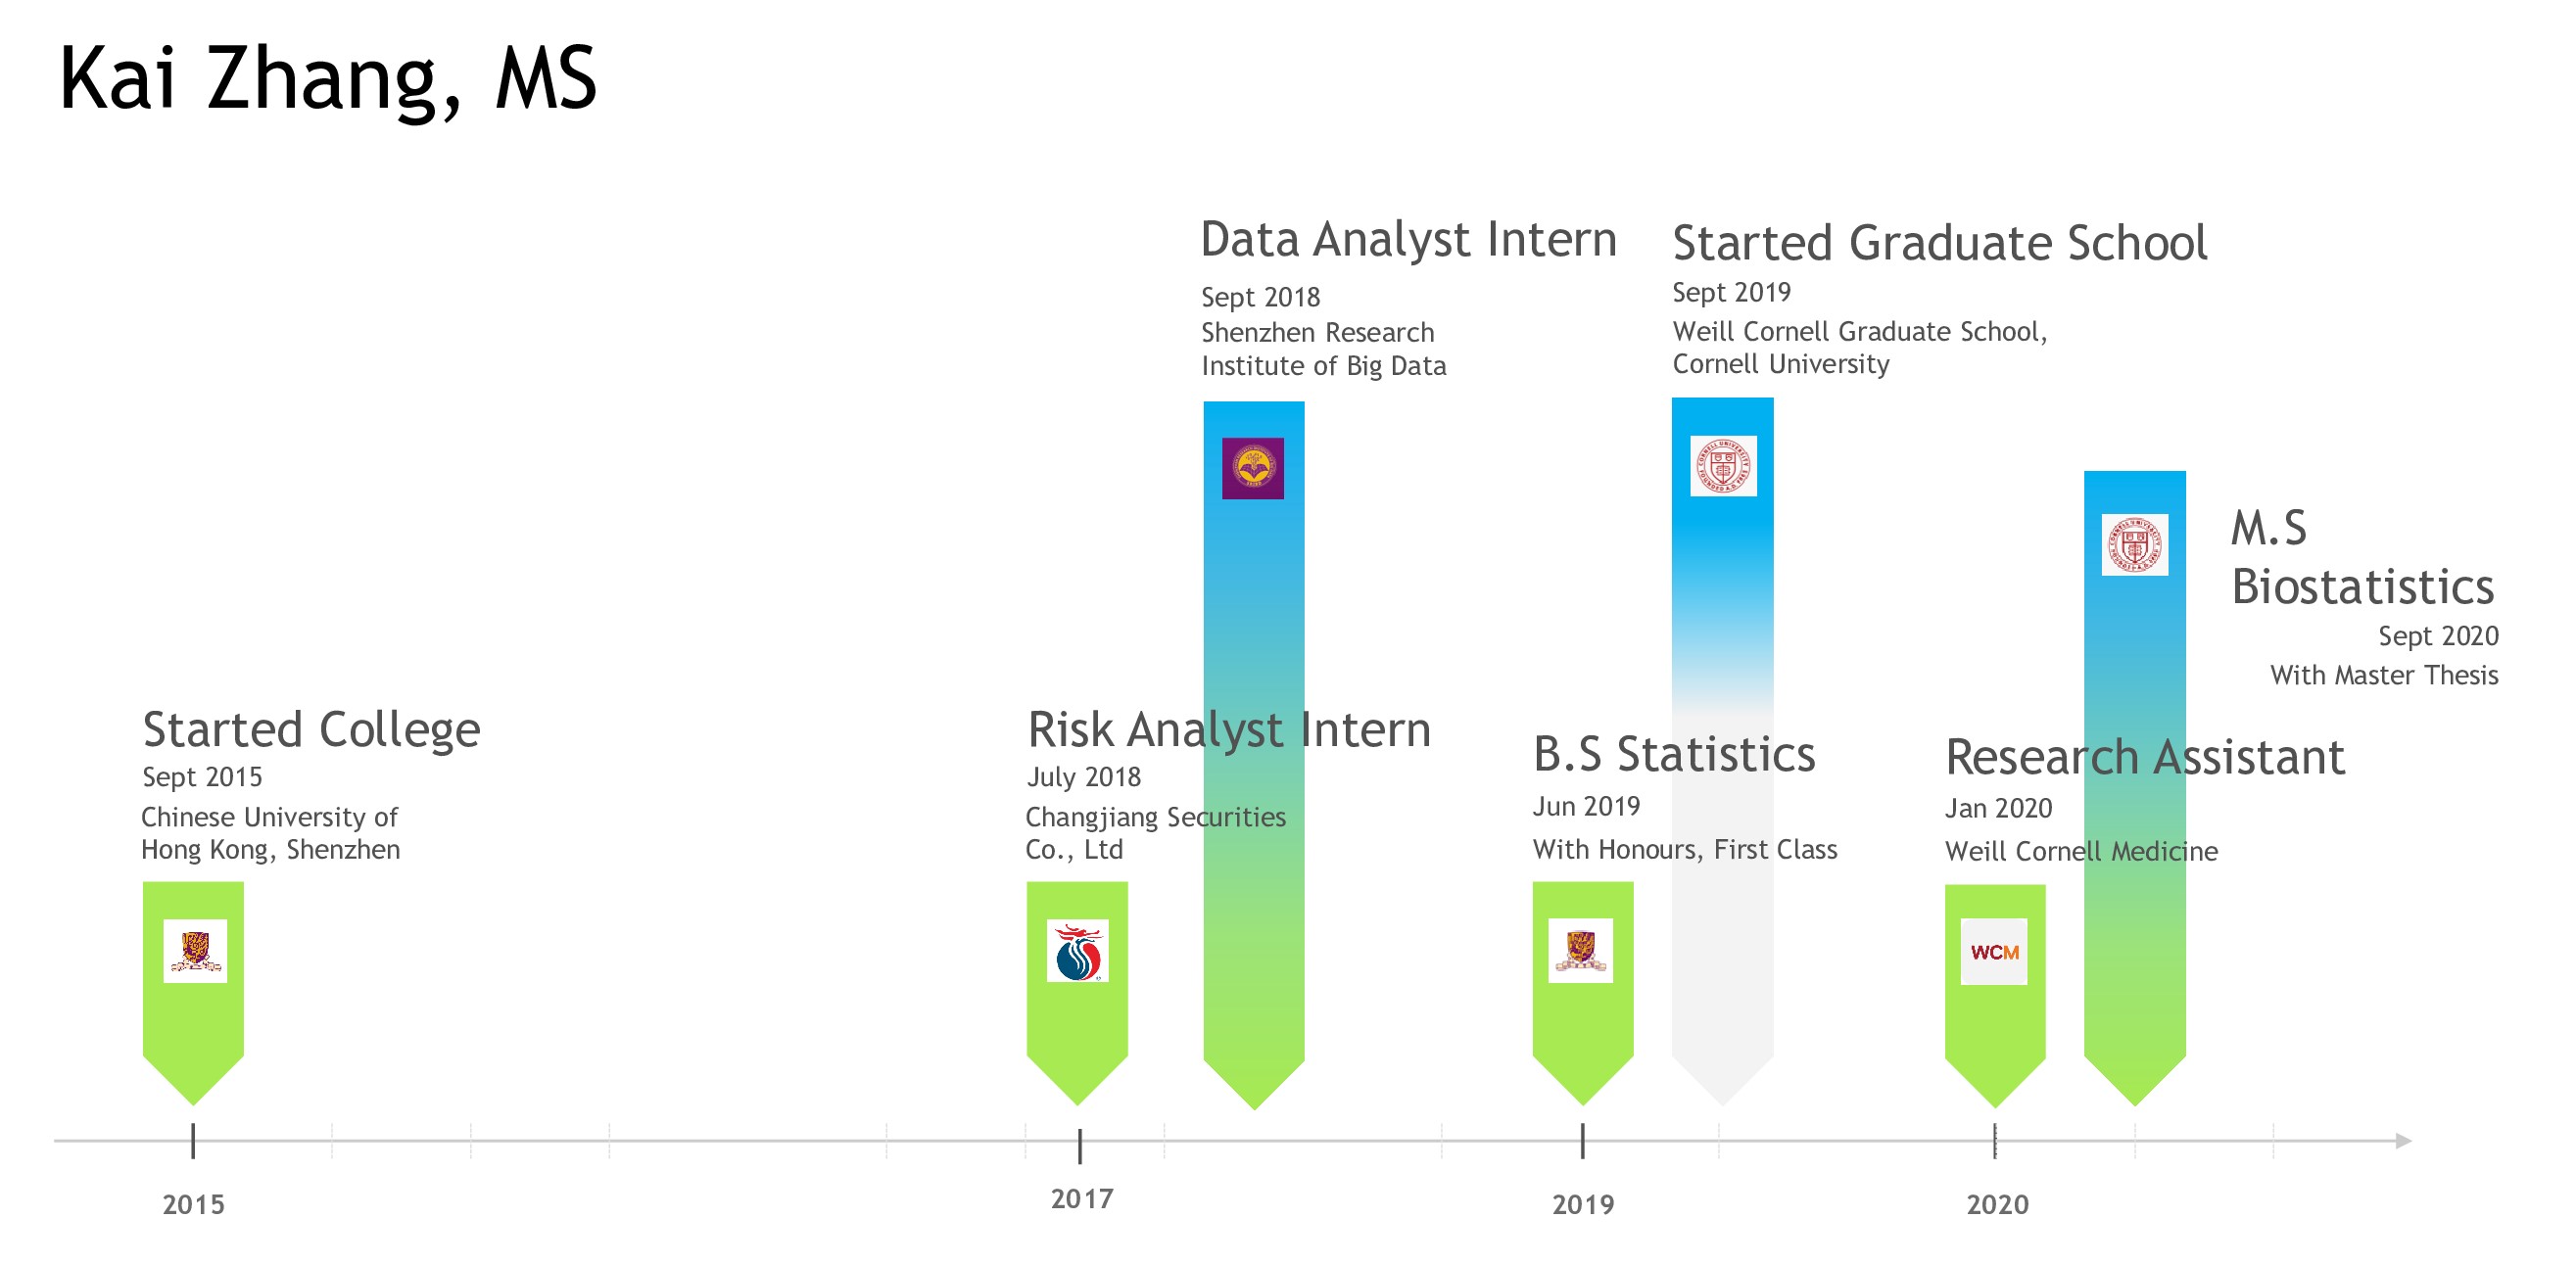 Kai Zhang, MS
Data Analyst Intern
Sept 2018
Shenzhen Research
Institute of Big Data
Started Graduate School
Sept 2019
Weill Cornell Graduate School,
Cornell University
M.S
Biostatistics
Sept 2020
With Master Thesis
Started College
Sept 2015
Chinese University of
Hong Kong, Shenzhen
Risk Analyst Intern
July 2018
Changjiang Securities
Co., Ltd
B.S Statistics
Jun 2019
With Honours, First Class
Research Assistant
Jan 2020
Weill Cornell Medicine
WCM
2015
2017
2019
2020